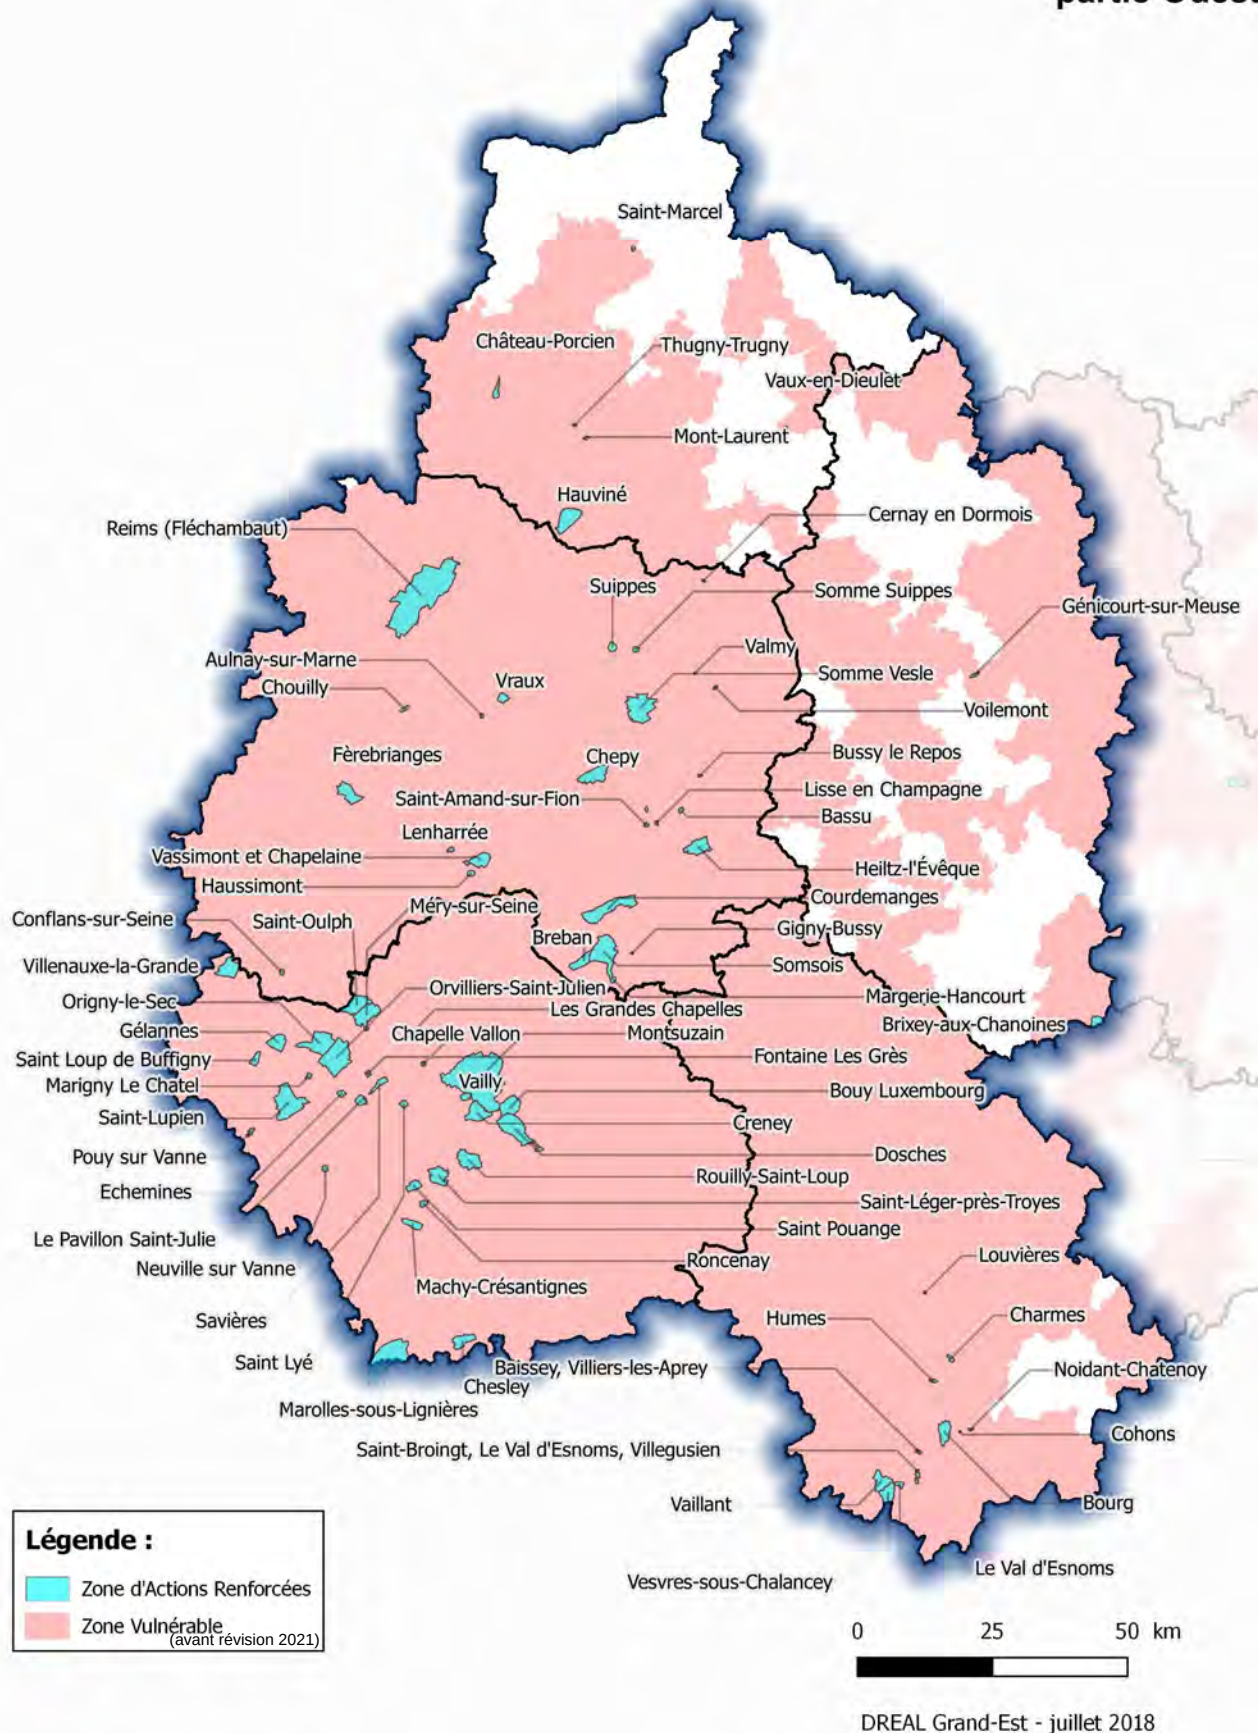 Saint-Marcel
Château-Porcien
Thugny-Trugny
Vaux-en-Dieulet
Mont-Laurent
Hauviné
Cernay en Dormois
Reims (Fléchambaut)
Suippes
Somme Suippes
Génicourt-sur-Meuse
Valmy
Aulnay-sur-Marne
Somme Vesle
Vraux
Chouilly
Voilemont
Bussy le Repos
Fèrebrianges
Chepy
Lisse en Champagne
Saint-Amand-sur-Fion
Bassu
Lenharrée
Vassimont et Chapelaine
Heiltz-l'Évêque
Haussimont
Courdemanges
Méry-sur-Seine
Conflans-sur-Seine
Saint-Oulph
Gigny-Bussy
Breban
Somsois
Villenauxe-la-Grande
Orvilliers-Saint-Julien
Margerie-Hancourt
Origny-le-Sec
Les Grandes Chapelles
Brixey-aux-Chanoines
Gélannes
Chapelle Vallon
Montsuzain
Saint Loup de Buffigny
Fontaine Les Grès
Marigny Le Chatel
Vailly
Bouy Luxembourg
Saint-Lupien
Creney
Pouy sur Vanne
Dosches
Rouilly-Saint-Loup
Echemines
Saint-Léger-près-Troyes
Saint Pouange
Le Pavillon Saint-Julie
Louvières
Roncenay
Neuville sur Vanne
Machy-Crésantignes
Charmes
Humes
Savières
Saint Lyé
Baissey, Villiers-les-Aprey
Noidant-Chatenoy
Chesley
Marolles-sous-Lignières
Cohons
Saint-Broingt, Le Val d'Esnoms, Villegusien
Vaillant
Bourg
Le Val d'Esnoms
Vesvres-sous-Chalancey
Légende :
Zone d'Actions Renforcées
Zone Vulnérable
(avant révision 2021)
0 25 50 km
DREAL Grand-Est - juillet 2018